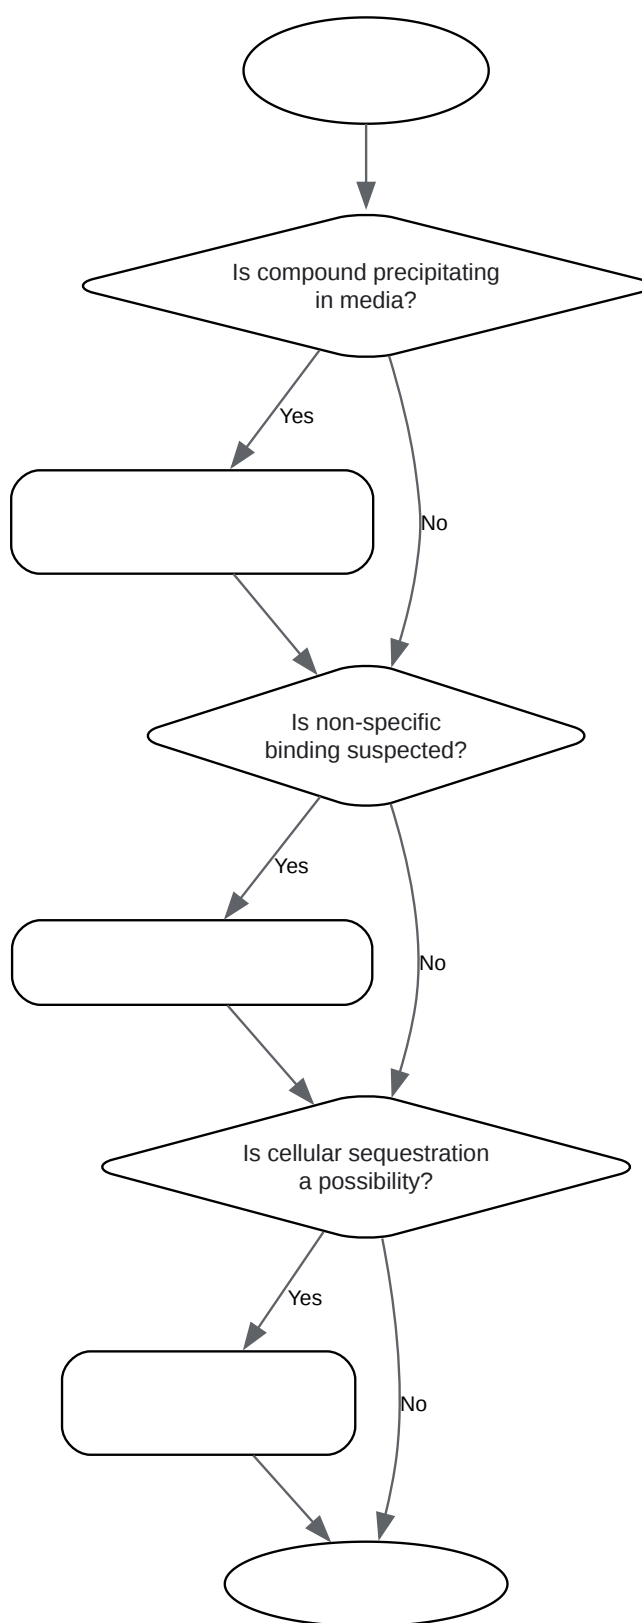 Is compound precipitating
in media?
Yes
No
Is non-specific
binding suspected?
Yes
No
Is cellular sequestration
a possibility?
Yes
No